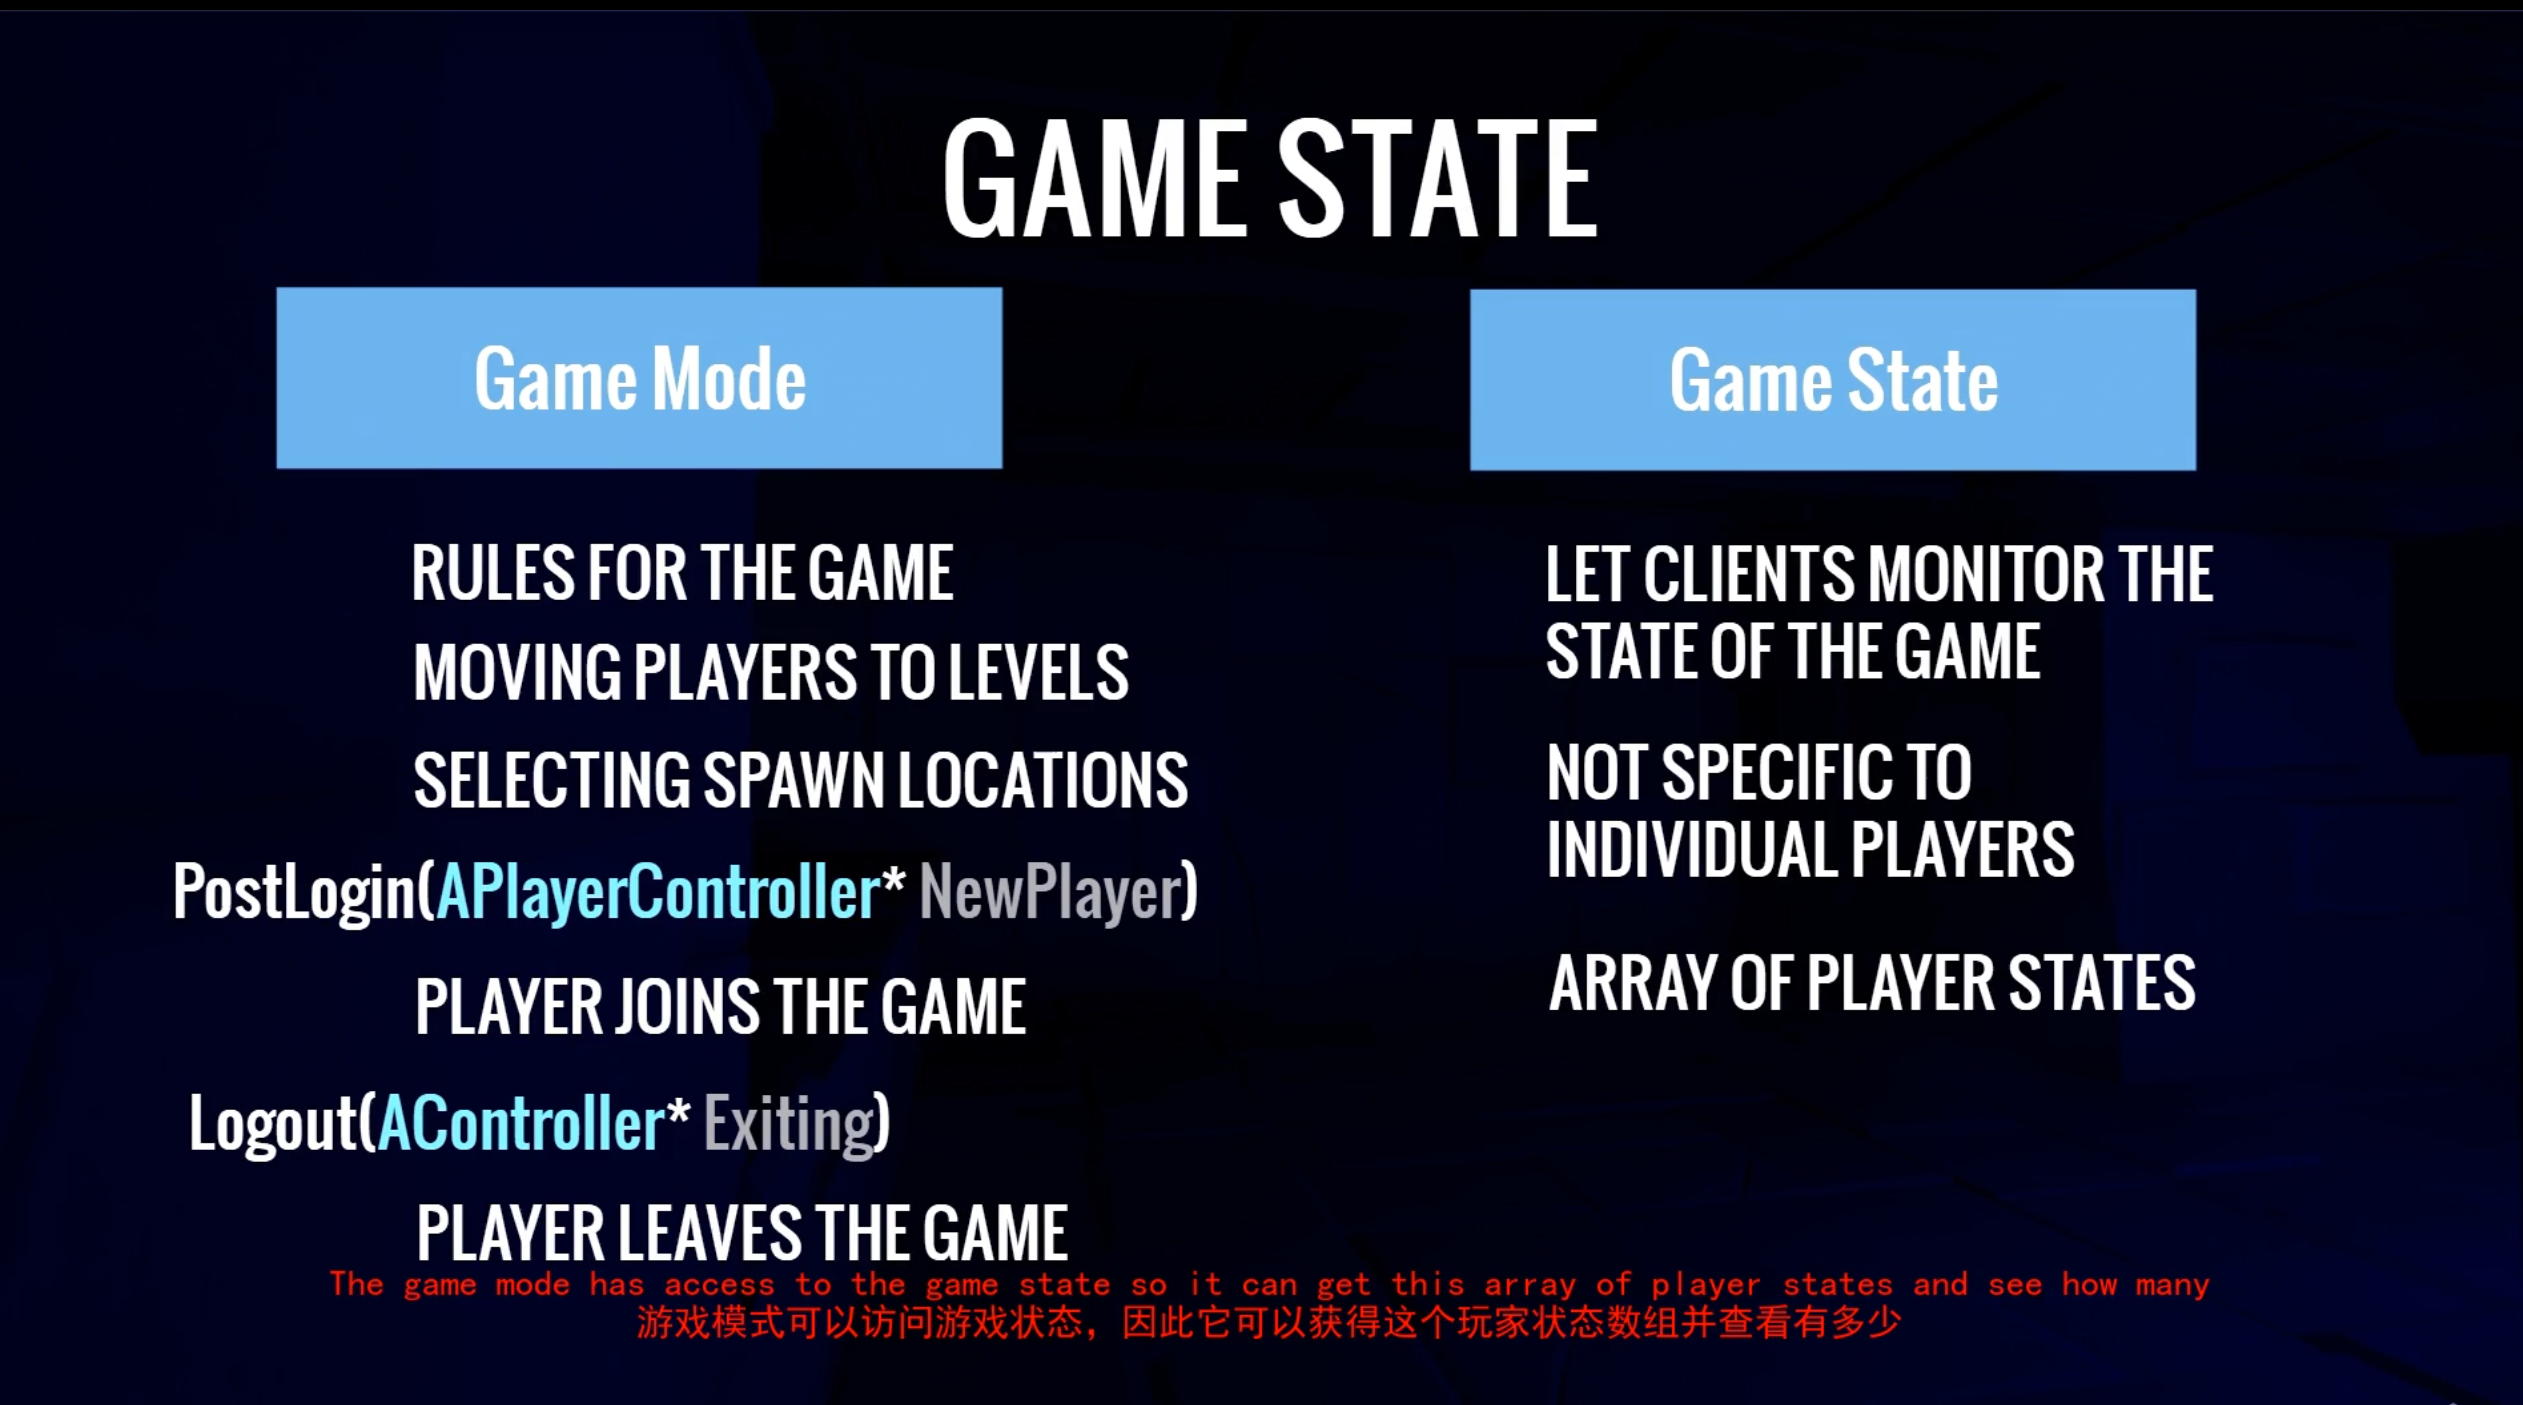 GAME STATE
Game Mode
RULES FOR THE GAME
MOVING PLAYERS TO LEVELS
SELECTING SPAWN LOCATIONS
PostLogin(APlayerController* NewPlayer)
PLAYER JOINS THE GAME
Logout(AController* Exiting)
PLAYER LEAVES THE GAME
Game State
LET CLIENTS MONITOR THE
STATE OF THE GAME
NOT SPECIFIC TO
INDIVIDUAL PLAYERS
ARRAY OF PLAYER STATES
The game mode has access to the game state so it can get this array of player states and see how many
游戏模式可以访问游戏状态，因此它可以获得这个玩家状态数组并查看有多少